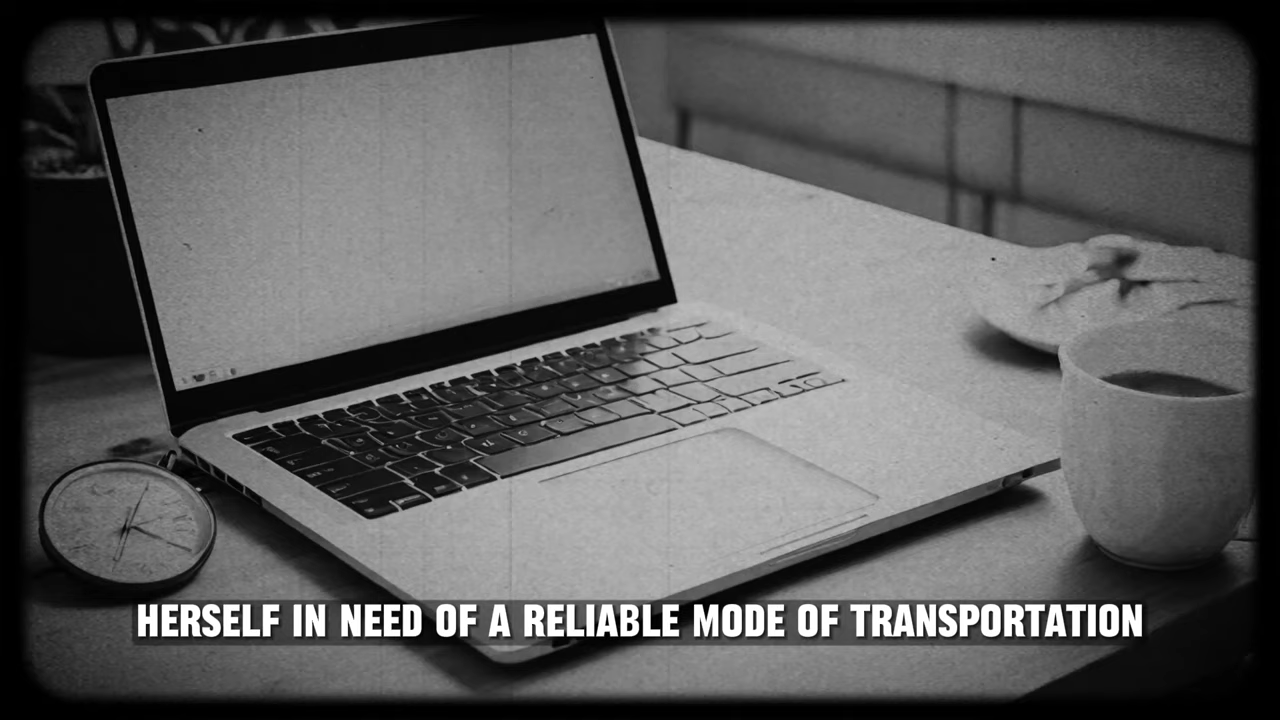 HERSELF IN NEED OF A RELIABLE MODE OF TRANSPORTATION